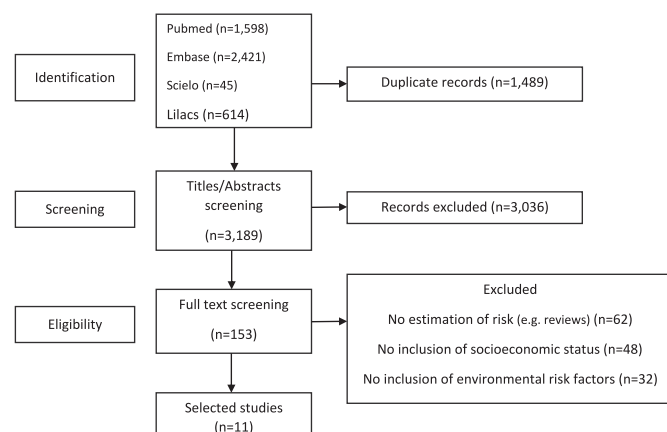 Pubmed (n=1,598)
Embase (n=2,421)
Scielo (n=45)
Lilacs (n=614)
Identification
Duplicate records (n=1,489)
Titles/Abstracts
screening
(n=3,189)
Screening
Records excluded (n=3,036)
Full text screening
(n=153)
Eligibility
Excluded
No estimation of risk (e.g. reviews) (n=62)
No inclusion of socioeconomic status (n=48)
No inclusion of environmental risk factors (n=32)
Selected studies
(n=11)